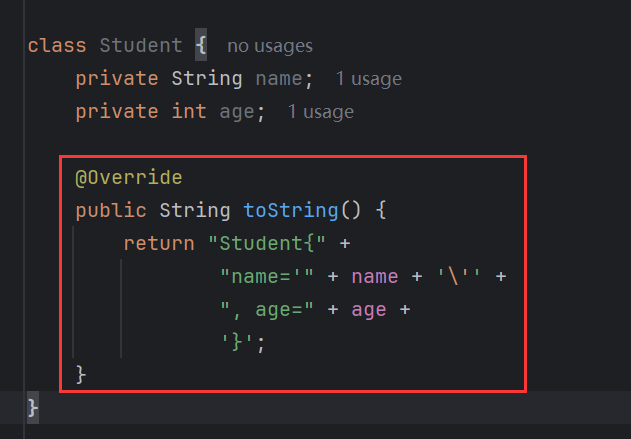 class Student { no usages
private String name; 1 usage
private int age; 1 usage
@Override
public String toString() {
return "Student{" +
"name='" + name + '\'' +
", age=" + age +
'}';
}
}